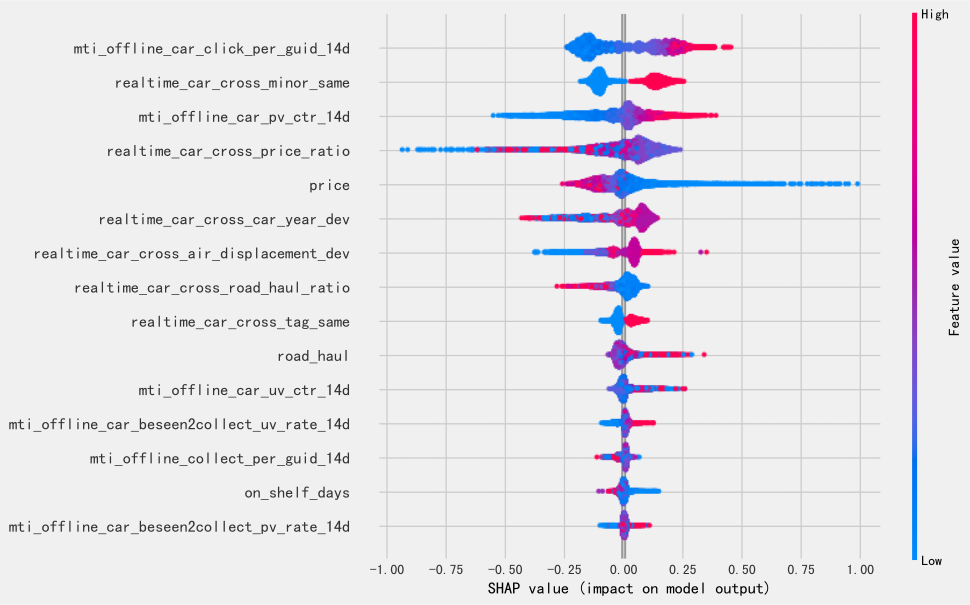 High
mti_offline_car_click_per_guid_14d
realtime_car_cross_minor_same
mti_offline_car_pv_ctr_14d
realtime_car_cross_price_ratio
price
realtime_car_cross_car_year_dev
realtime_car_cross_air_displacement_dev
realtime_car_cross_road_haul_ratio
realtime_car_cross_tag_same
road_haul
mti_offline_car_uv_ctr_14d
mti_offline_car_beseen2collect_uv_rate_14d
mti_offline_collect_per_guid_14d
on_shelf_days
mti_offline_car_beseen2collect_pv_rate_14d
Feature value
Low
-1.00 -0.75 -0.50 -0.25 0.00 0.25 0.50 0.75 1.00
SHAP value (impact on model output)